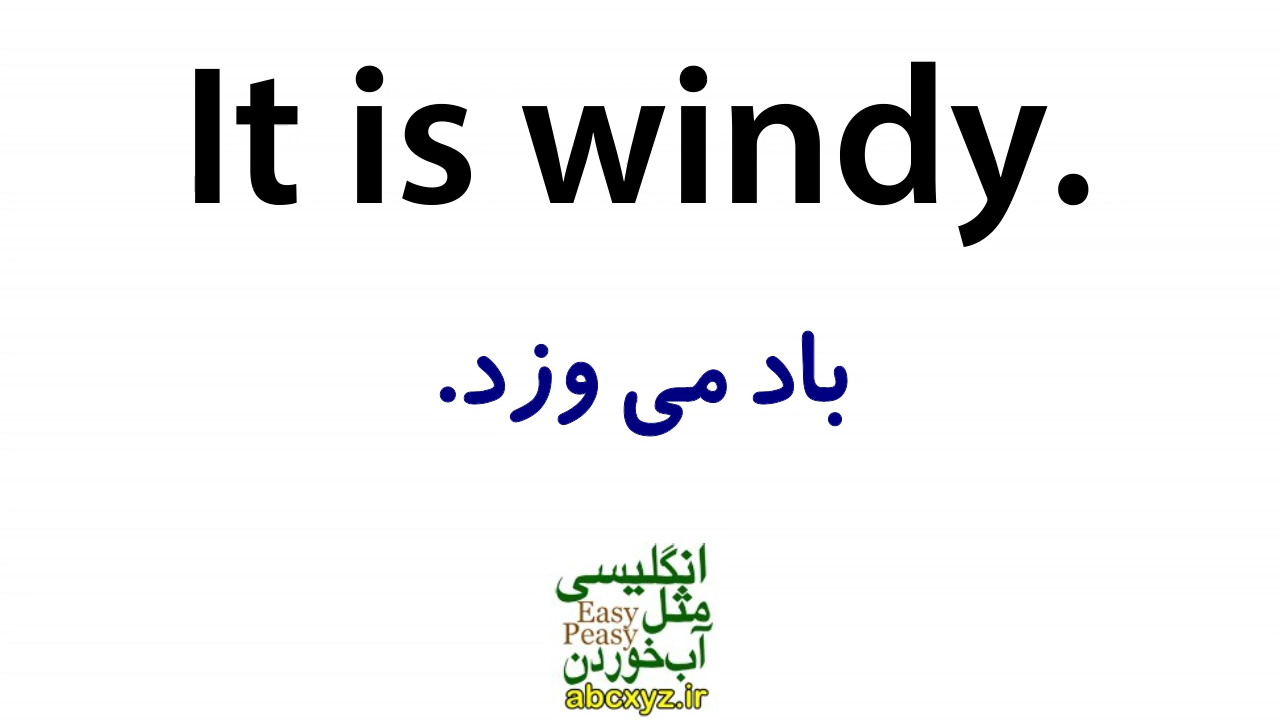 It is windy.
باد می وزد.
انگلیسی
مثل Easy
Peasy
آب‌خوردن
abcxyz.ir